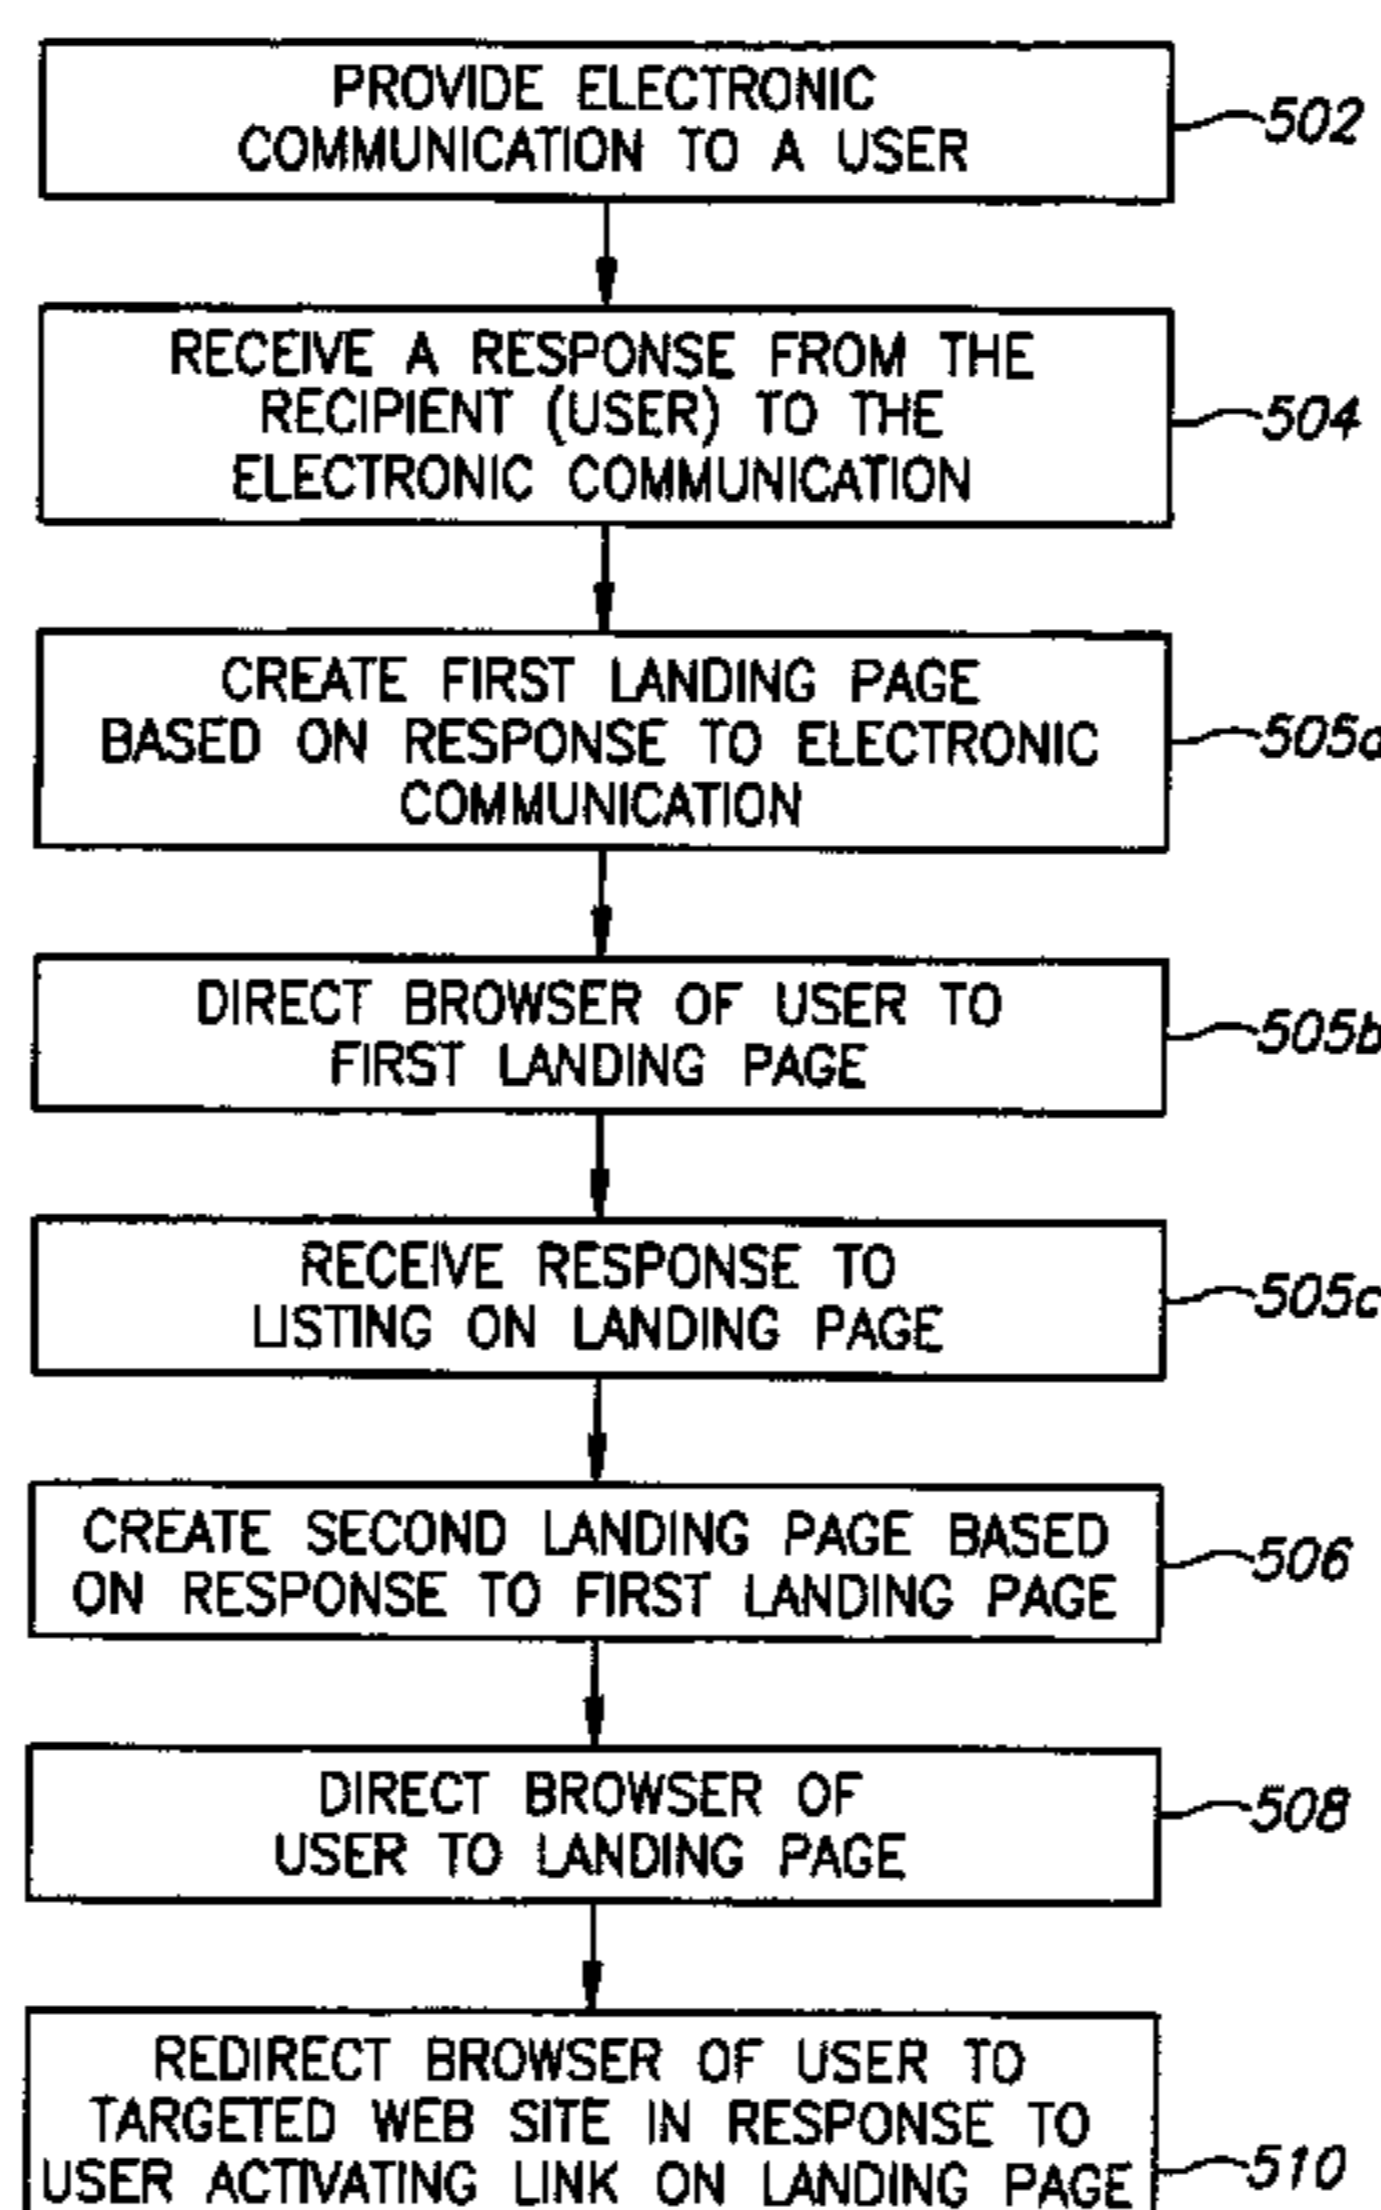 PROVIDE ELECTRONIC
COMMUNICATION TO A USER
502
RECEIVE A RESPONSE FROM THE
RECIPIENT (USER) TO THE
ELECTRONIC COMMUNICATION
504
CREATE FIRST LANDING PAGE
BASED ON RESPONSE TO ELECTRONIC
COMMUNICATION
505a
DIRECT BROWSER OF USER TO
FIRST LANDING PAGE
505b
RECEIVE RESPONSE TO
LISTING ON LANDING PAGE
505c
CREATE SECOND LANDING PAGE BASED
ON RESPONSE TO FIRST LANDING PAGE
506
DIRECT BROWSER OF
USER TO LANDING PAGE
508
REDIRECT BROWSER OF USER TO
TARGETED WEB SITE IN RESPONSE TO
USER ACTIVATING LINK ON LANDING PAGE
510